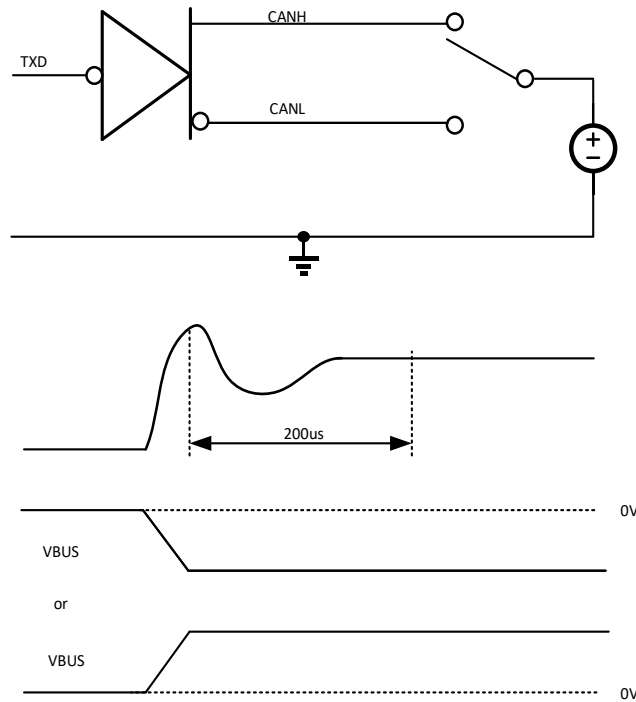 CANH
TXD
CANL
+
−
200us
0V
VBUS
or
VBUS
0V